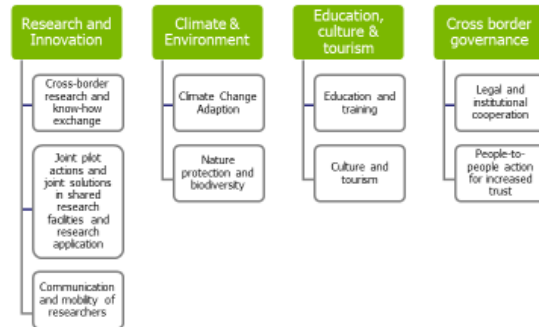 Research and
Innovation
Cross-border
research and
know-how
exchange
Joint pilot
actions and
joint solutions
in shared
research
facilities and
research
application
Communication
and mobility of
researchers
Climate &
Environment
Climate Change
Adaption
Nature
protection and
biodiversity
Education,
culture &
tourism
Education and
training
Culture and
tourism
Cross border
governance
Legal and
institutional
cooperation
People-to-
people action
for increased
trust